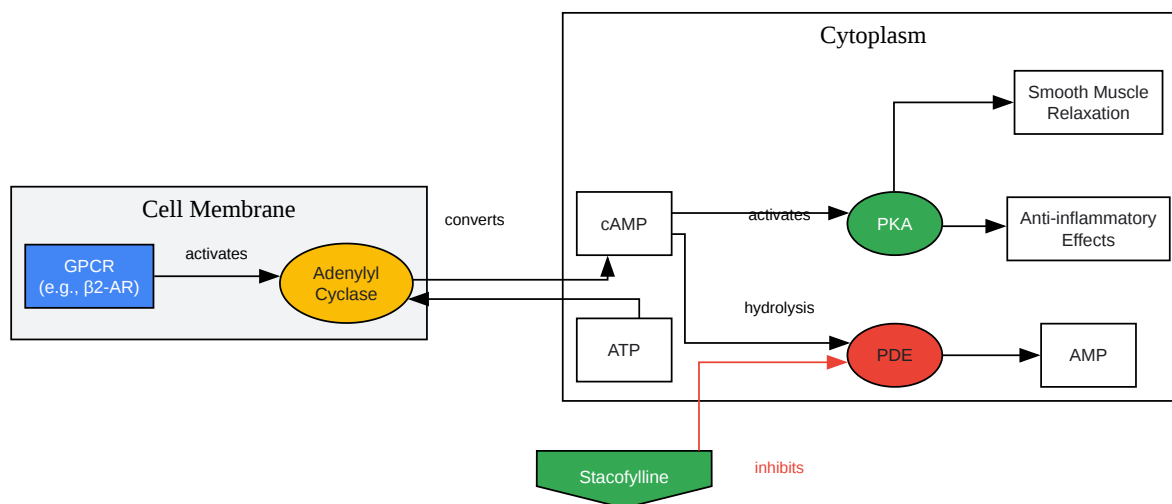 Cytoplasm
Smooth Muscle
Relaxation
Cell Membrane
converts
cAMP
activates
PKA
Anti-inflammatory
Effects
GPCR
(e.g., β2-AR)
activates
Adenylyl
Cyclase
hydrolysis
ATP
PDE
AMP
Stacofylline
inhibits